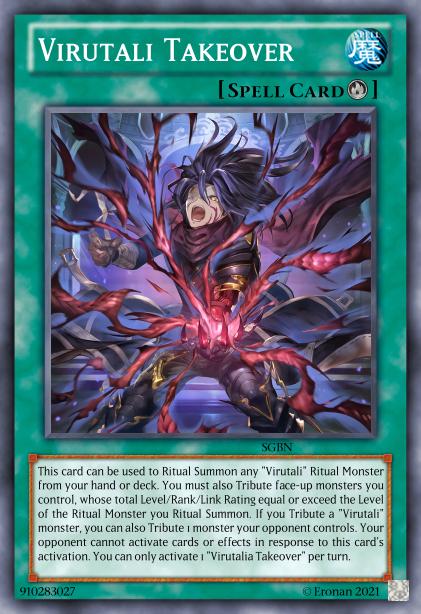 Virutali Takeover
SPELL
魔
[Spell Card]
SGBN
This card can be used to Ritual Summon any "Virutali" Ritual Monster
from your hand or deck. You must also Tribute face-up monsters you
control, whose total Level/Rank/Link Rating equal or exceed the Level
of the Ritual Monster you Ritual Summon. If you Tribute a "Virutali"
monster, you can also Tribute 1 monster your opponent controls. Your
opponent cannot activate cards or effects in response to this card's
activation. You can only activate 1 "Virutalia Takeover" per turn.
910283027
© Eronan 2021